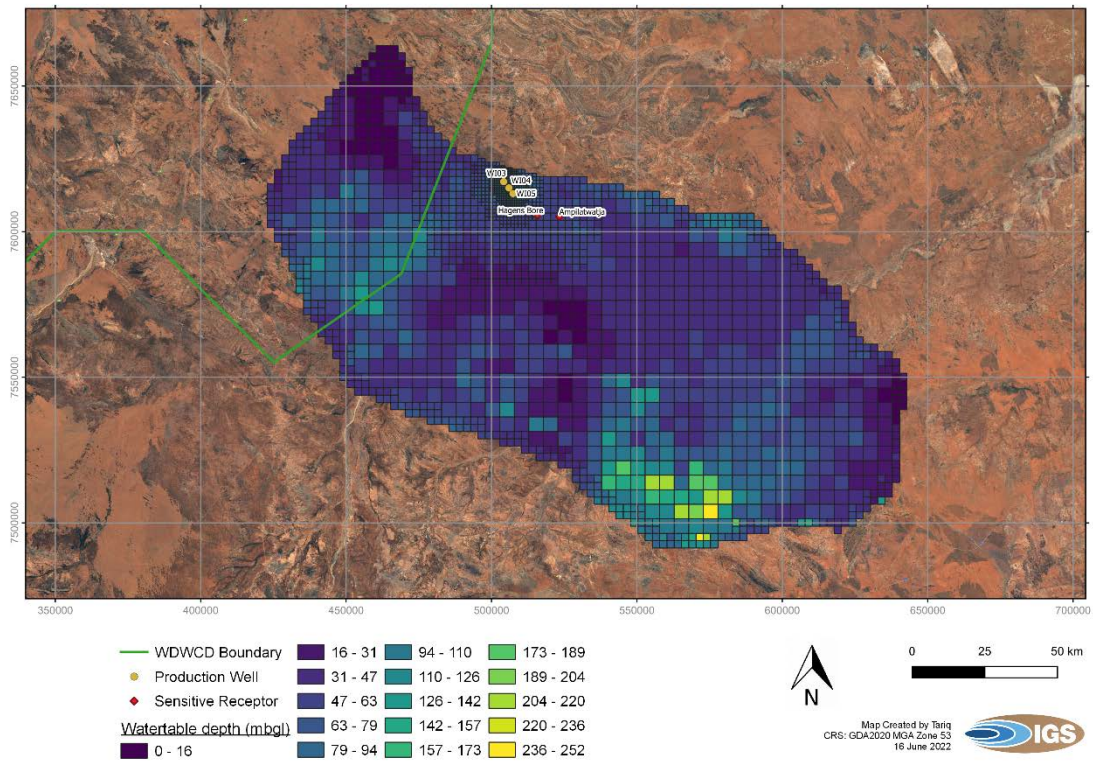 7650000
7600000
7550000
7500000
WI03
WI04
WI05
Hagens Bore
Ampilatwatja
350000
400000
450000
500000
550000
600000
650000
700000
WDWCD Boundary
Production Well
Sensitive Receptor
Watertable depth (mbgl)
0 - 16
16 - 31
31 - 47
47 - 63
63 - 79
79 - 94
94 - 110
110 - 126
126 - 142
142 - 157
157 - 173
173 - 189
189 - 204
204 - 220
220 - 236
236 - 252
N
0 25 50 km
Map Created by Tariq
CRS: GDA2020 MGA Zone 53
16 June 2022
IGS